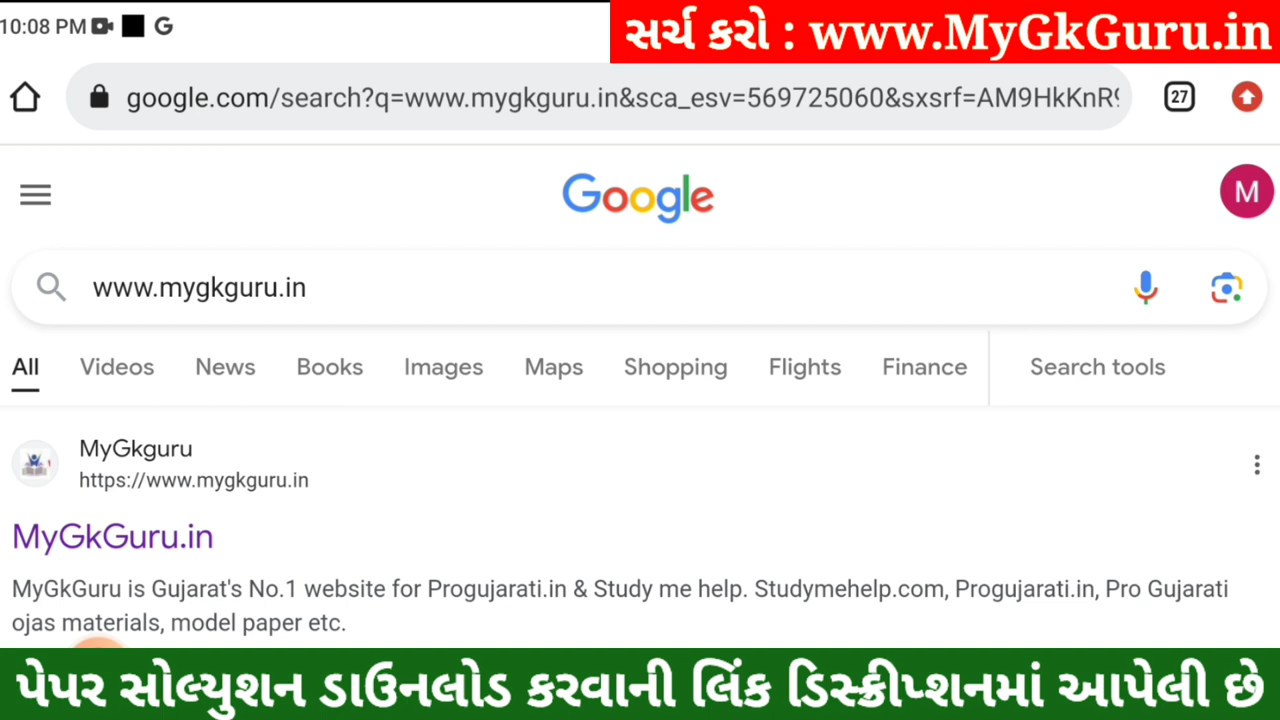 10:08 PM
સર્ચ કરો : www.MyGkGuru.in
google.com/search?q=www.mygkguru.in&sca_esv=569725060&sxsrf=AM9HkKnR9
27
Google
M
www.mygkguru.in
All Videos News Books Images Maps Shopping Flights Finance Search tools
MyGkguru
https://www.mygkguru.in
MyGkGuru.in
MyGkGuru is Gujarat's No.1 website for Progujarati.in & Study me help. Studymehelp.com, Progujarati.in, Pro Gujarati
ojas materials, model paper etc.
પેપર સોલ્યુશન ડાઉનલોડ કરવાની લિંક ડિસ્ક્રીપ્શનમાં આપેલી છે